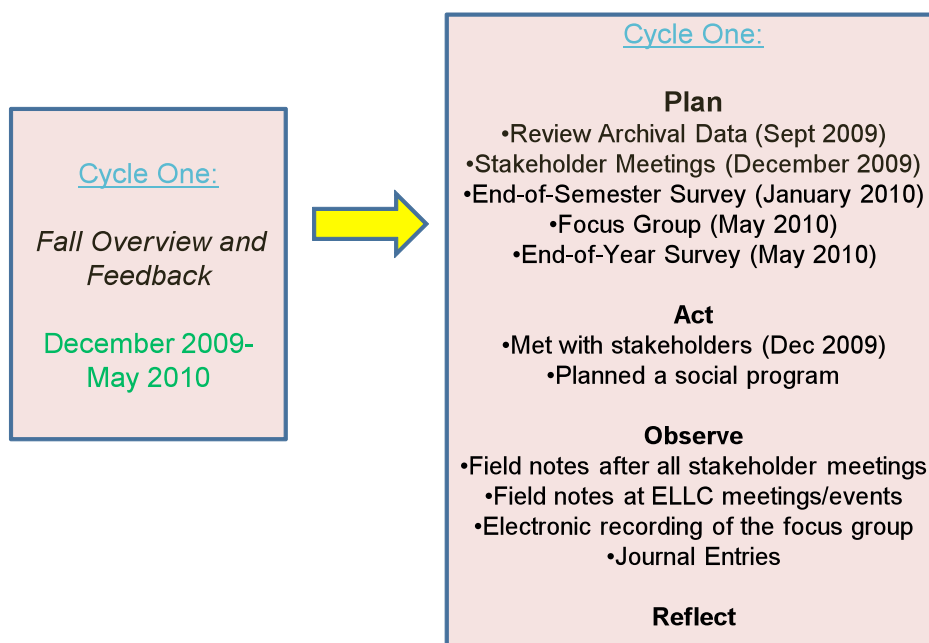 Cycle One:
Fall Overview and
Feedback
December 2009-
May 2010
Cycle One:
Plan
•Review Archival Data (Sept 2009)
•Stakeholder Meetings (December 2009)
•End-of-Semester Survey (January 2010)
•Focus Group (May 2010)
•End-of-Year Survey (May 2010)
Act
•Met with stakeholders (Dec 2009)
•Planned a social program
Observe
•Field notes after all stakeholder meetings
•Field notes at ELLC meetings/events
•Electronic recording of the focus group
•Journal Entries
Reflect